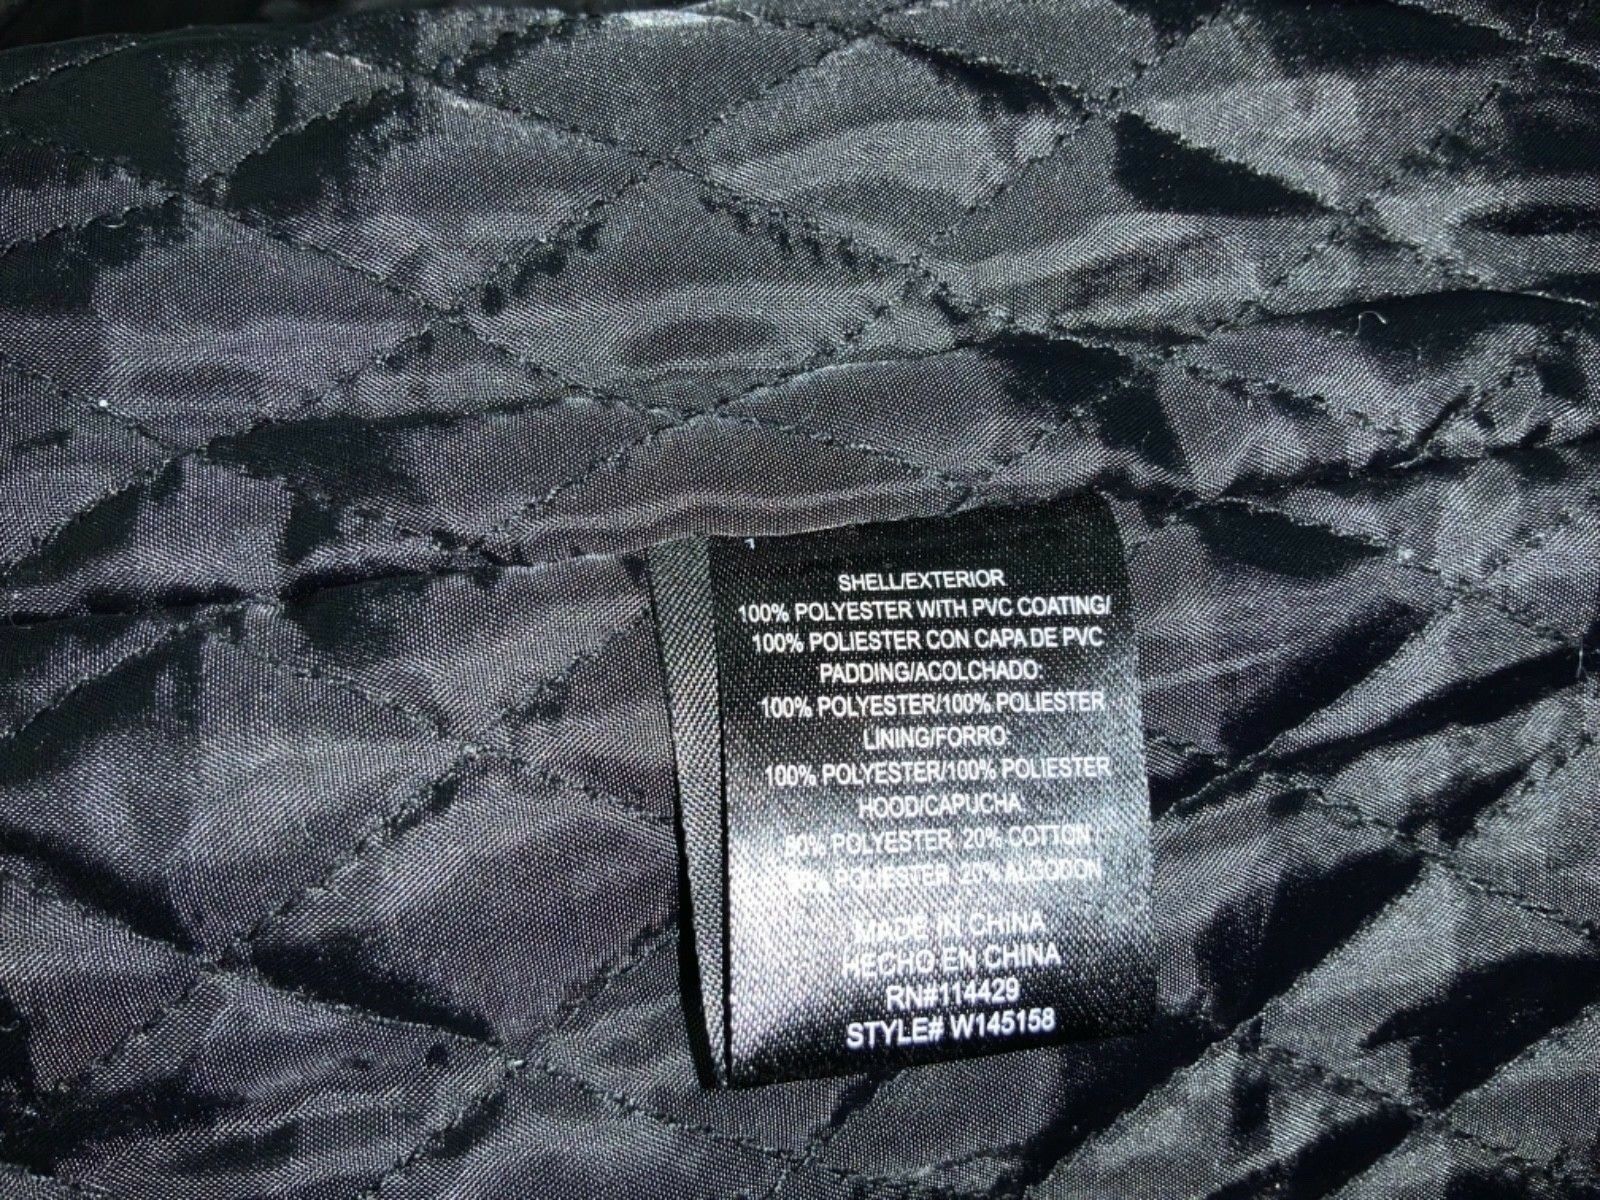 SHELL/EXTERIOR
100% POLYESTER WITH PVC COATING/
100% POLIESTER CON CAPA DE PVC
PADDING/ACOLCHADO:
100% POLYESTER/100% POLIESTER
LINING/FORRO:
100% POLYESTER/100% POLIESTER
HOOD/CAPUCHA:
80% POLYESTER, 20% COTTON /
80% POLIESTER, 20% ALGODON
MADE IN CHINA
HECHO EN CHINA
RN#114429
STYLE# W145158